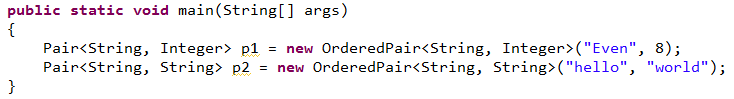 public static void main(String[] args)
{
    Pair<String, Integer> p1 = new OrderedPair<String, Integer>("Even", 8);
    Pair<String, String> p2 = new OrderedPair<String, String>("hello", "world");
}